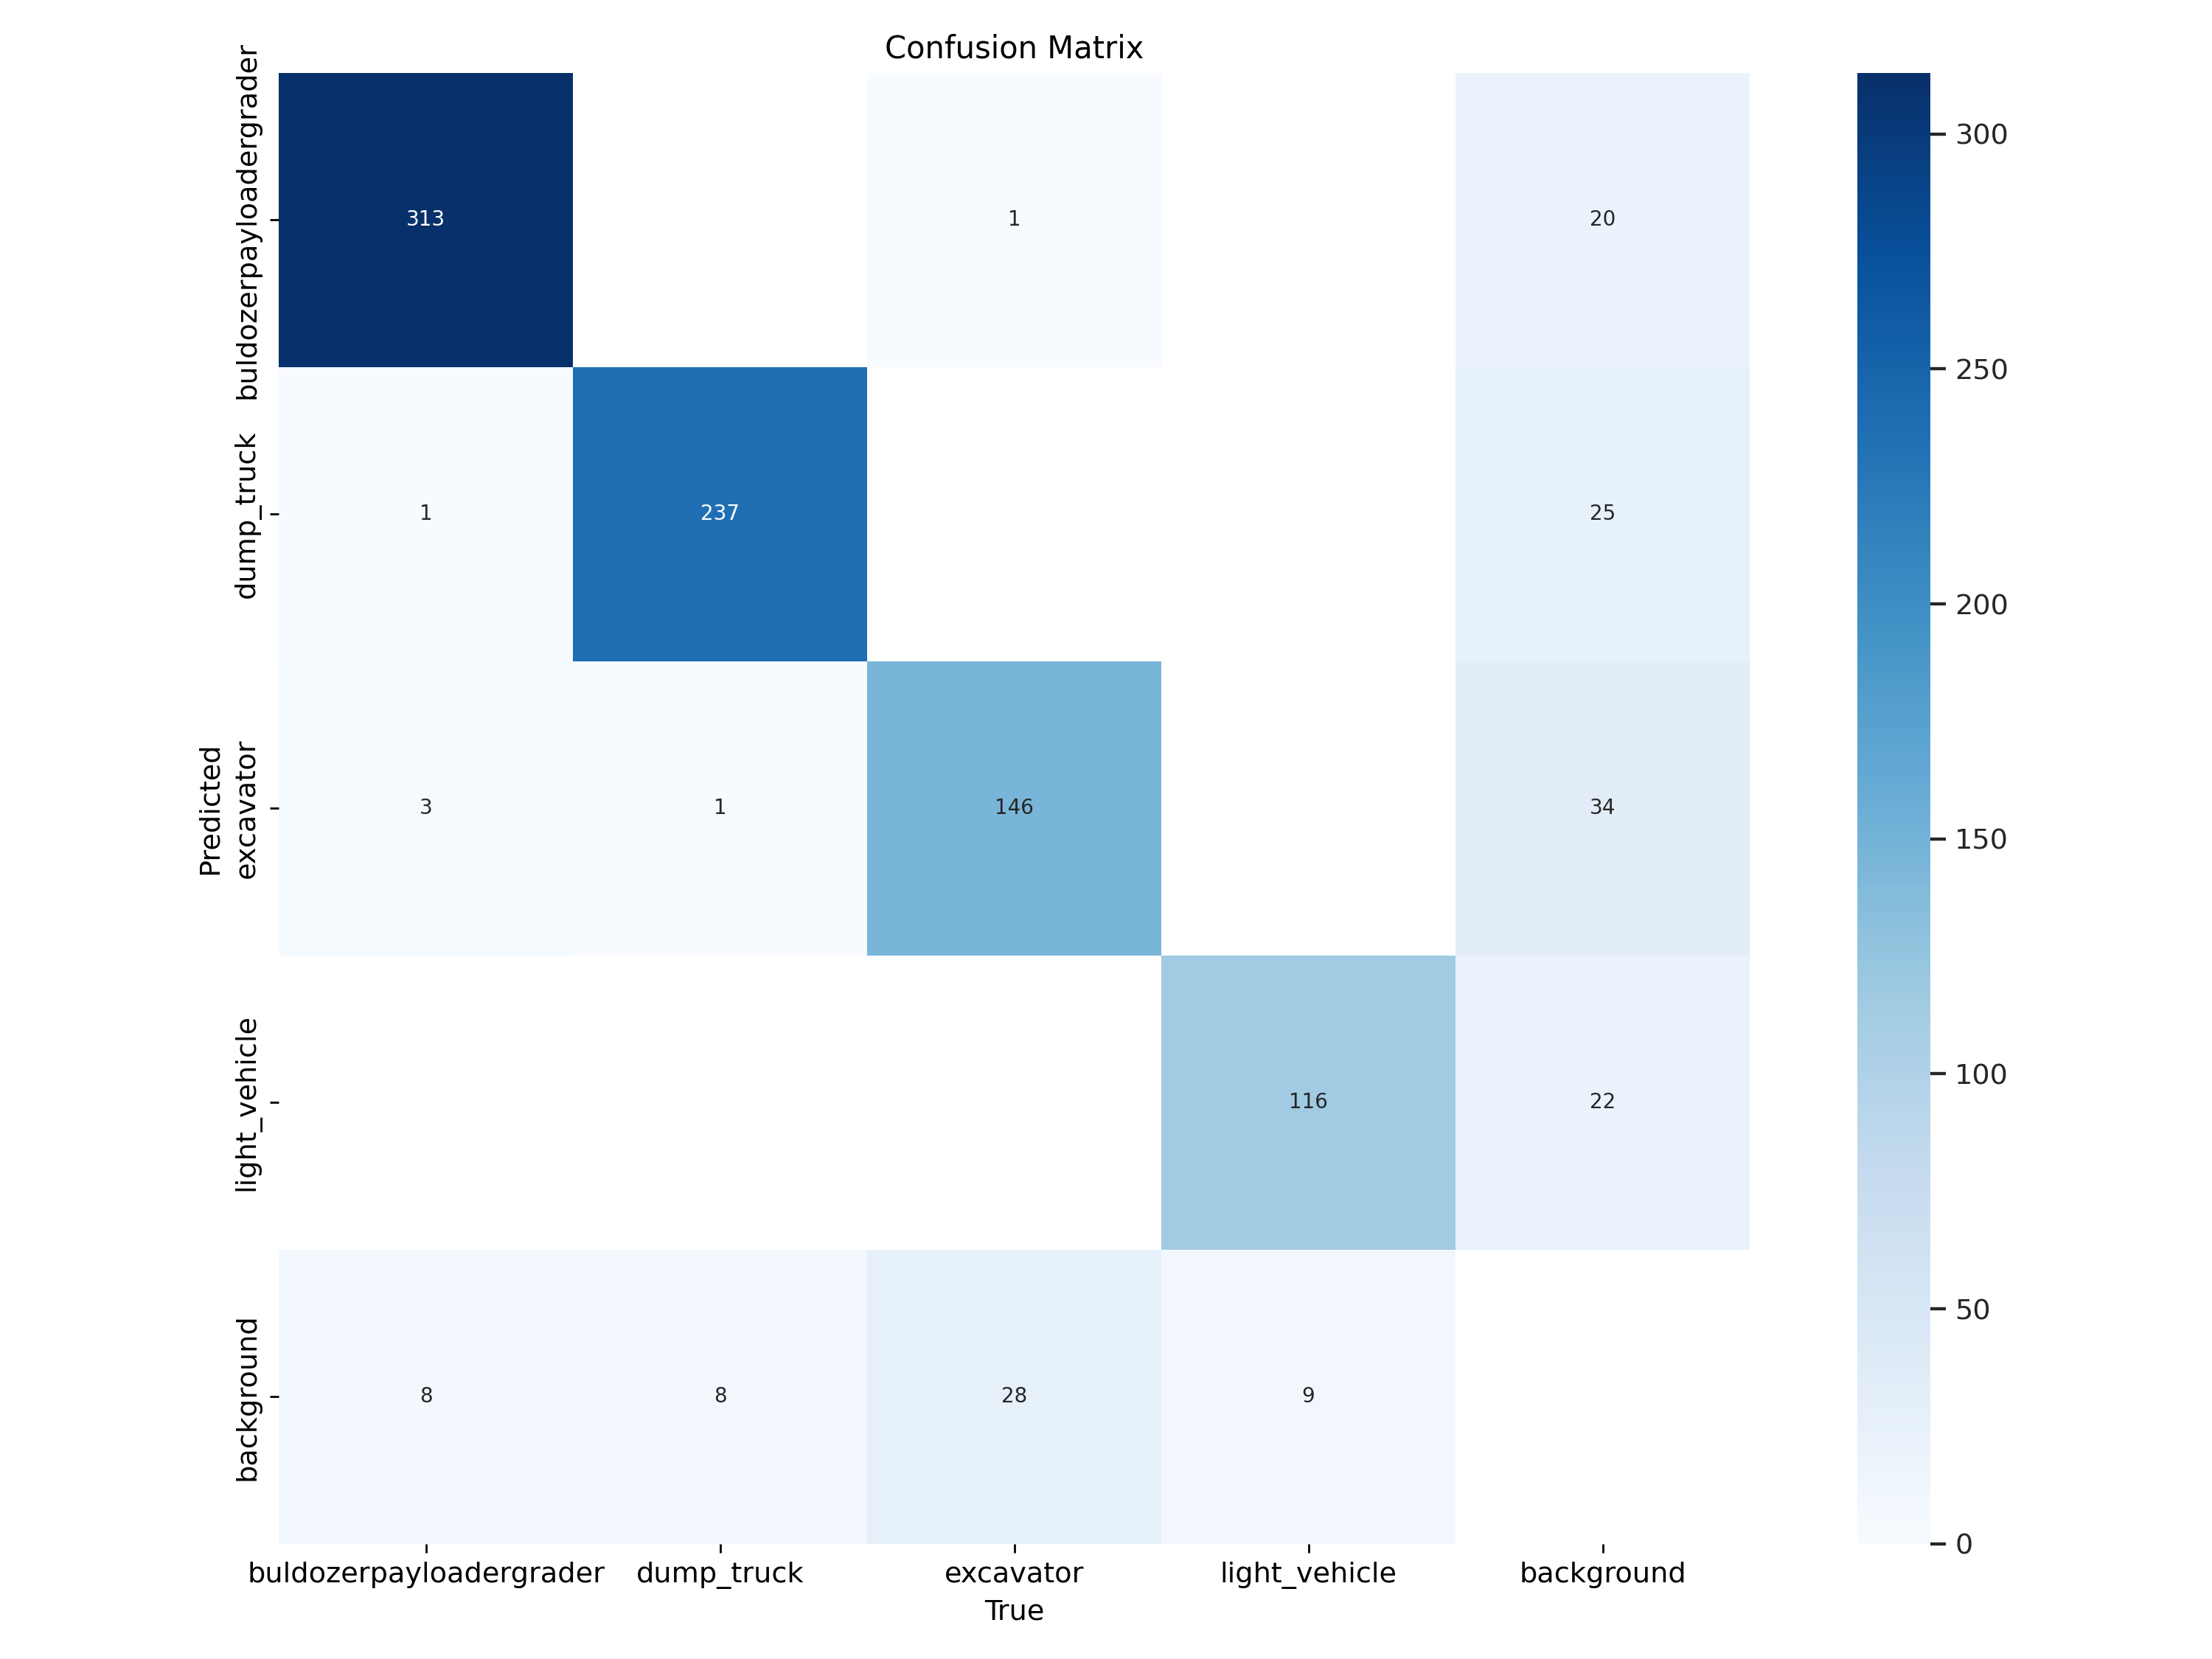 Confusion Matrix
buldozerpayloadergrader
313
1
20
300
250
dump_truck
1
237
25
200
Predicted
excavator
3
1
146
34
150
light_vehicle
116
22
100
50
background
8
8
28
9
0
buldozerpayloadergrader dump_truck excavator light_vehicle background
True